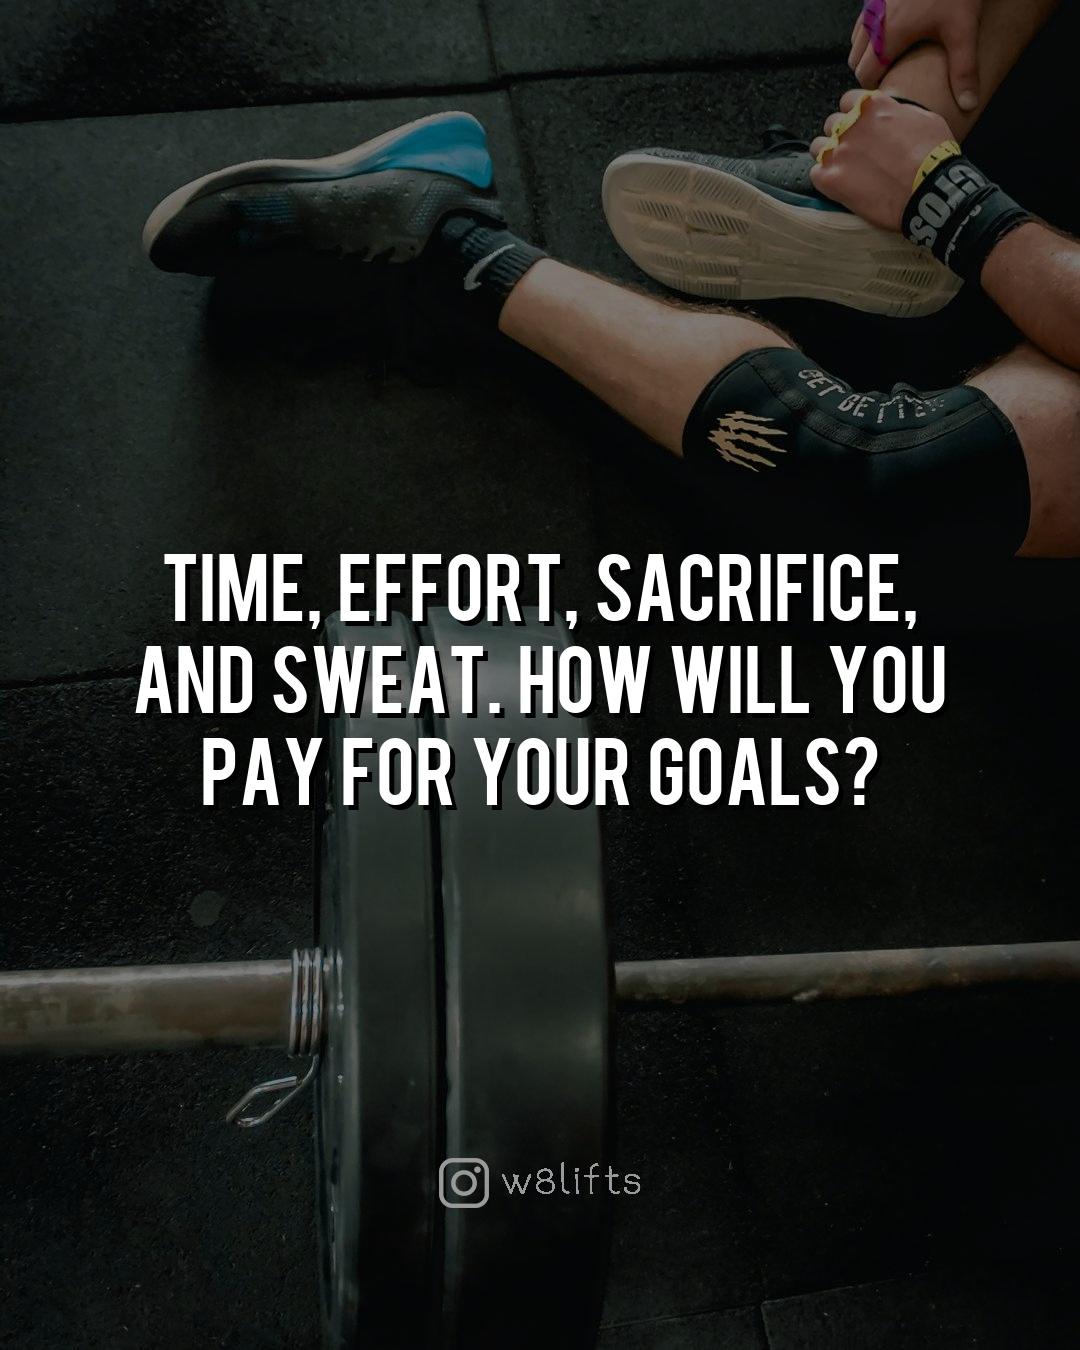 GET BETTER
TIME, EFFORT, SACRIFICE,
AND SWEAT. HOW WILL YOU
PAY FOR YOUR GOALS?
w8lifts